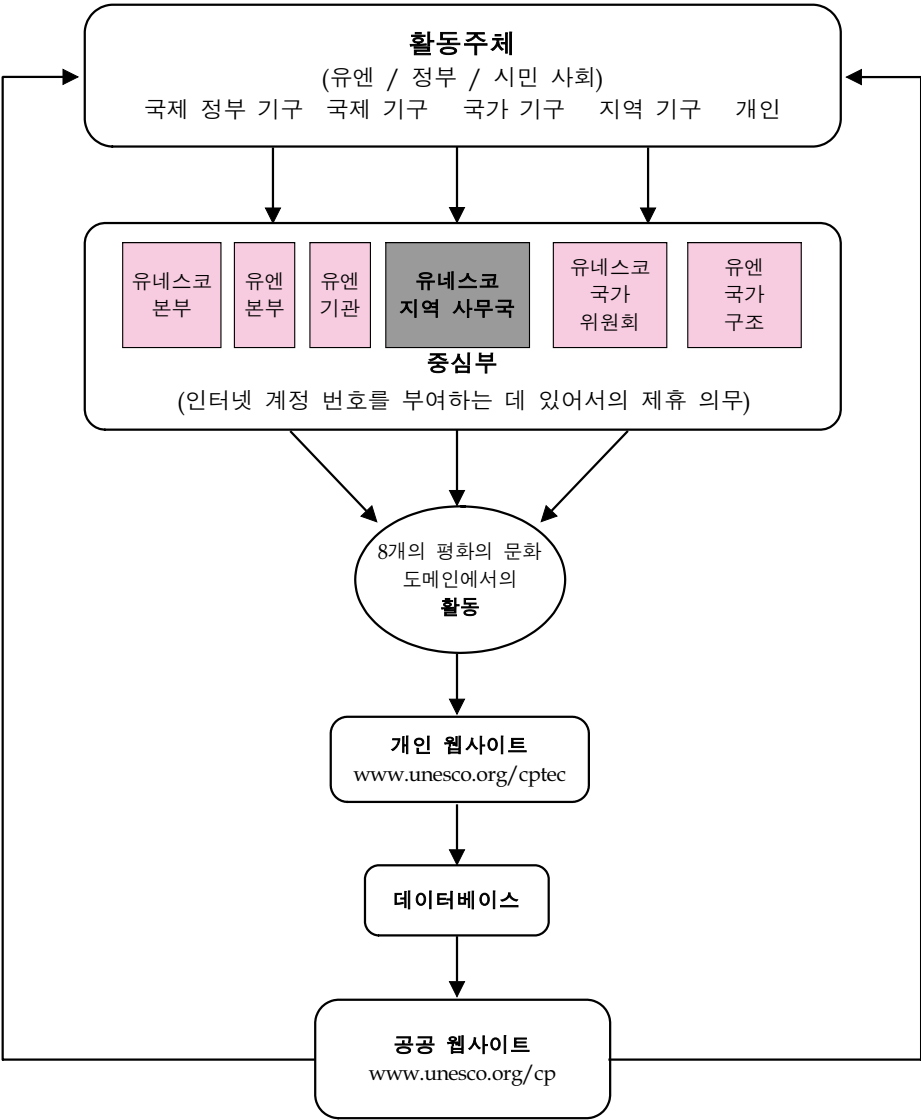 활동주체
(유엔 / 정부 / 시민 사회)
국제 정부 기구 국제 기구 국가 기구 지역 기구 개인
유네스코
본부
유엔
본부
유엔
기관
유네스코
지역 사무국
유네스코
국가
위원회
유엔
국가
구조
중심부
(인터넷 계정 번호를 부여하는 데 있어서의 제휴 의무)
8개의 평화의 문화
도메인에서의
활동
개인 웹사이트
www.unesco.org/cptec
데이터베이스
공공 웹사이트
www.unesco.org/cp